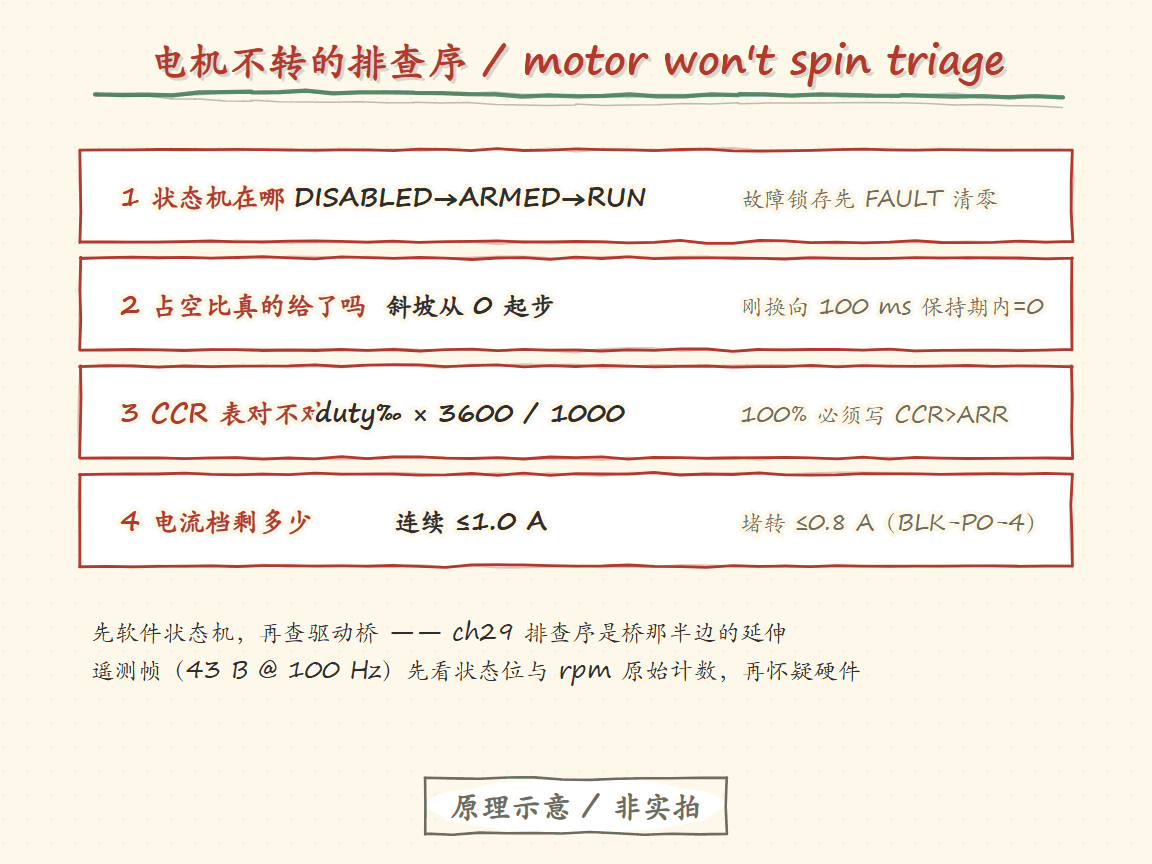 电机不转的排查序 / motor won't spin triage
1 状态机在哪 DISABLED→ARMED→RUN 故障锁存先 FAULT 清零
2 占空比真的给了吗 斜坡从 0 起步 刚换向 100 ms 保持期内=0
3 CCR 表对不对 duty‰ × 3600 / 1000 100% 必须写 CCR>ARR
4 电流档剩多少 连续 ≤1.0 A 堵转 ≤0.8 A（BLK-P0-4）
先软件状态机，再查驱动桥 —— ch29 排查序是桥那半边的延伸
遥测帧（43 B @ 100 Hz）先看状态位与 rpm 原始计数，再怀疑硬件
原理示意 / 非实拍